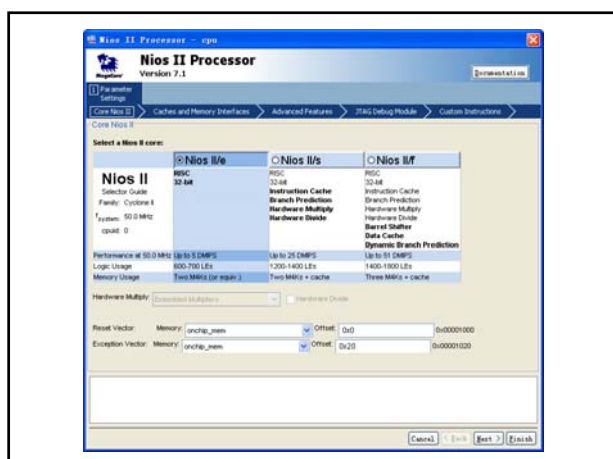 Nios II Processor - cpu
MegaCore
Nios II Processor
Version 7.1
Documentation
1 Parameter Settings
Core Nios II > Caches and Memory Interfaces > Advanced Features > JTAG Debug Module > Custom Instructions >
Core Nios II
Select a Nios II core:
Nios II/e Nios II/s Nios II/f
Nios II
Selector Guide
Family: Cyclone II
fsystem: 50.0 MHz
cpuid: 0
RISC
32-bit
RISC
32-bit
Instruction Cache
Branch Prediction
Hardware Multiply
Hardware Divide
RISC
32-bit
Instruction Cache
Branch Prediction
Hardware Multiply
Hardware Divide
Barrel Shifter
Data Cache
Dynamic Branch Prediction
Performance at 50.0 MHz Up to 5 DMIPS Up to 25 DMIPS Up to 51 DMIPS
Logic Usage 600-700 LEs 1200-1400 LEs 1400-1800 LEs
Memory Usage Two M4Ks (or equiv.) Two M4Ks + cache Three M4Ks + cache
Hardware Multiply: Embedded Multipliers Hardware Divide
Reset Vector: Memory: onchip_mem Offset: 0x0 0x00001000
Exception Vector: Memory: onchip_mem Offset: 0x20 0x00001020
Cancel < Back Next > Finish